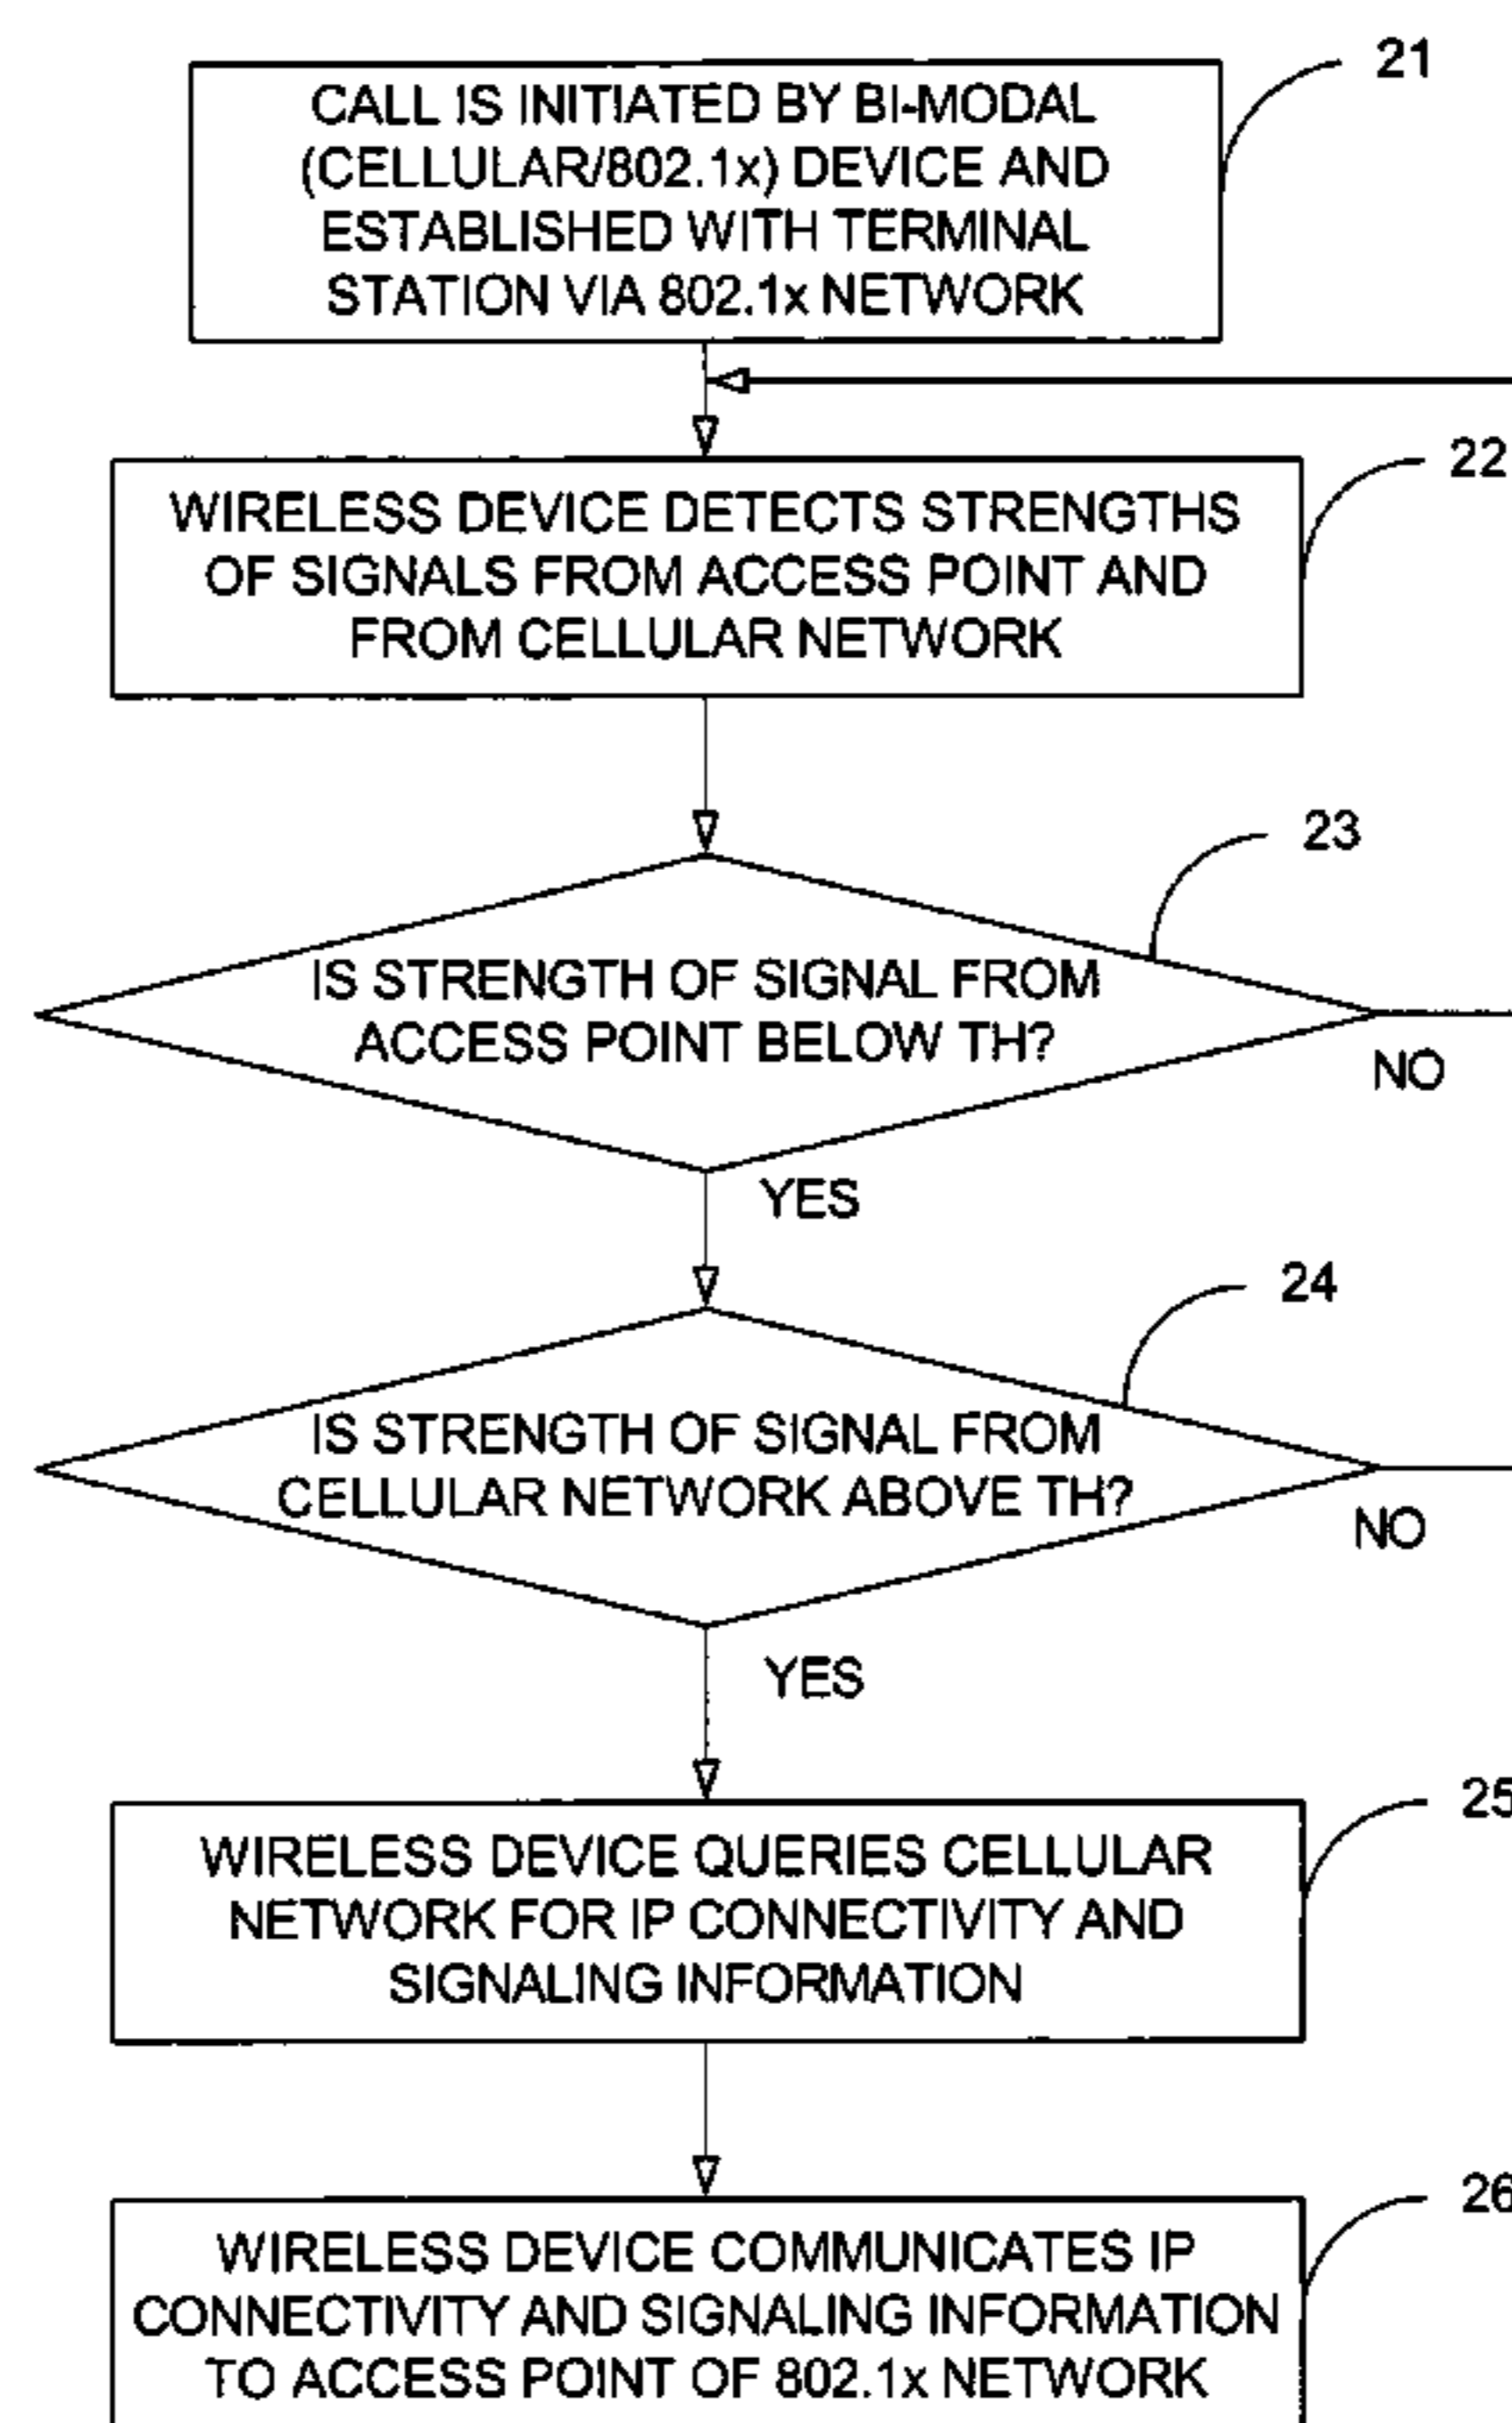 21
CALL IS INITIATED BY BI-MODAL
(CELLULAR/802.1x) DEVICE AND
ESTABLISHED WITH TERMINAL
STATION VIA 802.1x NETWORK
22
WIRELESS DEVICE DETECTS STRENGTHS
OF SIGNALS FROM ACCESS POINT AND
FROM CELLULAR NETWORK
23
IS STRENGTH OF SIGNAL FROM
ACCESS POINT BELOW TH?
NO
YES
24
IS STRENGTH OF SIGNAL FROM
CELLULAR NETWORK ABOVE TH?
NO
YES
25
WIRELESS DEVICE QUERIES CELLULAR
NETWORK FOR IP CONNECTIVITY AND
SIGNALING INFORMATION
26
WIRELESS DEVICE COMMUNICATES IP
CONNECTIVITY AND SIGNALING INFORMATION
TO ACCESS POINT OF 802.1x NETWORK